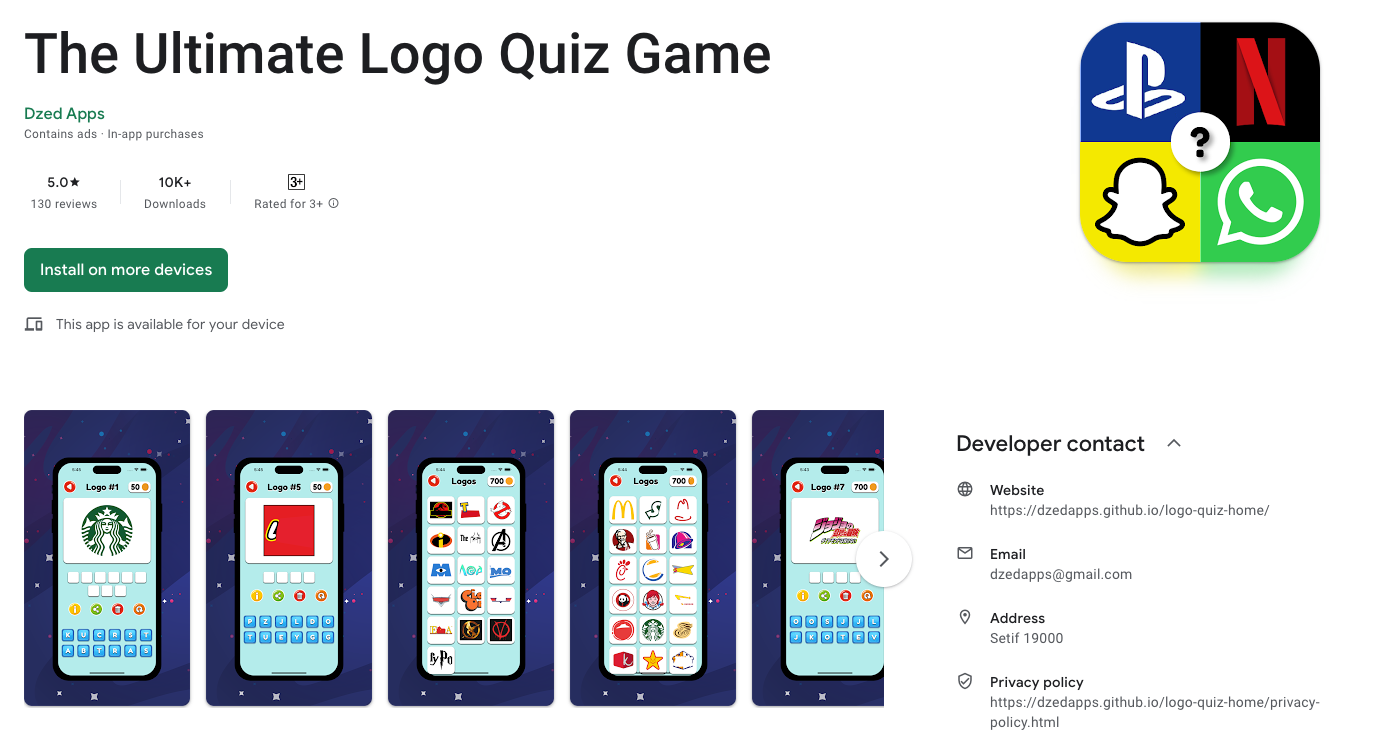 The Ultimate Logo Quiz Game
Dzed Apps
Contains ads · In-app purchases
5.0★
130 reviews
10K+
Downloads
3+
Rated for 3+
Install on more devices
This app is available for your device
?
Logo #1
50
K U C R S T
A B T R A S
Logo #5
50
P Z J L D O
T U E Y G G
Logos
700
The
MO
Logos
700
Logo #7
700
O O S J J L
J K O T E V
Developer contact
Website
https://dzedapps.github.io/logo-quiz-home/
Email
dzedapps@gmail.com
Address
Setif 19000
Privacy policy
https://dzedapps.github.io/logo-quiz-home/privacy-
policy.html